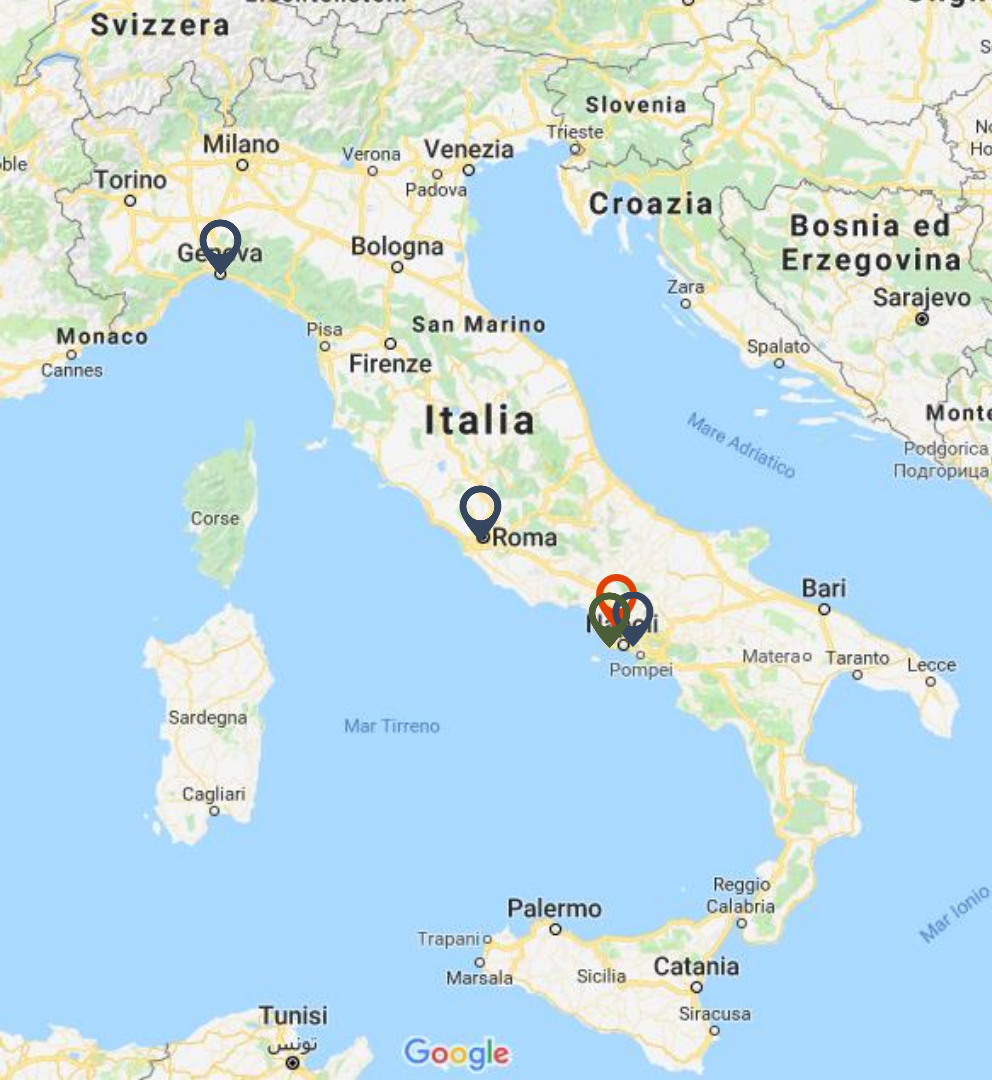 Svizzera
Slovenia
Trieste
Milano
Verona
Venezia
Padova
Torino
Croazia
Bosnia ed
Erzegovina
Genova
Bologna
Zara
Sarajevo
Monaco
Cannes
Pisa
San Marino
Firenze
Spalato
Italia
Mare Adriatico
Podgorica
Подгорица
Corse
Roma
Bari
Napoli
Pompei
Matera
Taranto
Lecce
Sardegna
Mar Tirreno
Cagliari
Reggio
Calabria
Mar Ionio
Palermo
Trapani
Marsala
Sicilia
Catania
Siracusa
Tunisi
تونس
Google